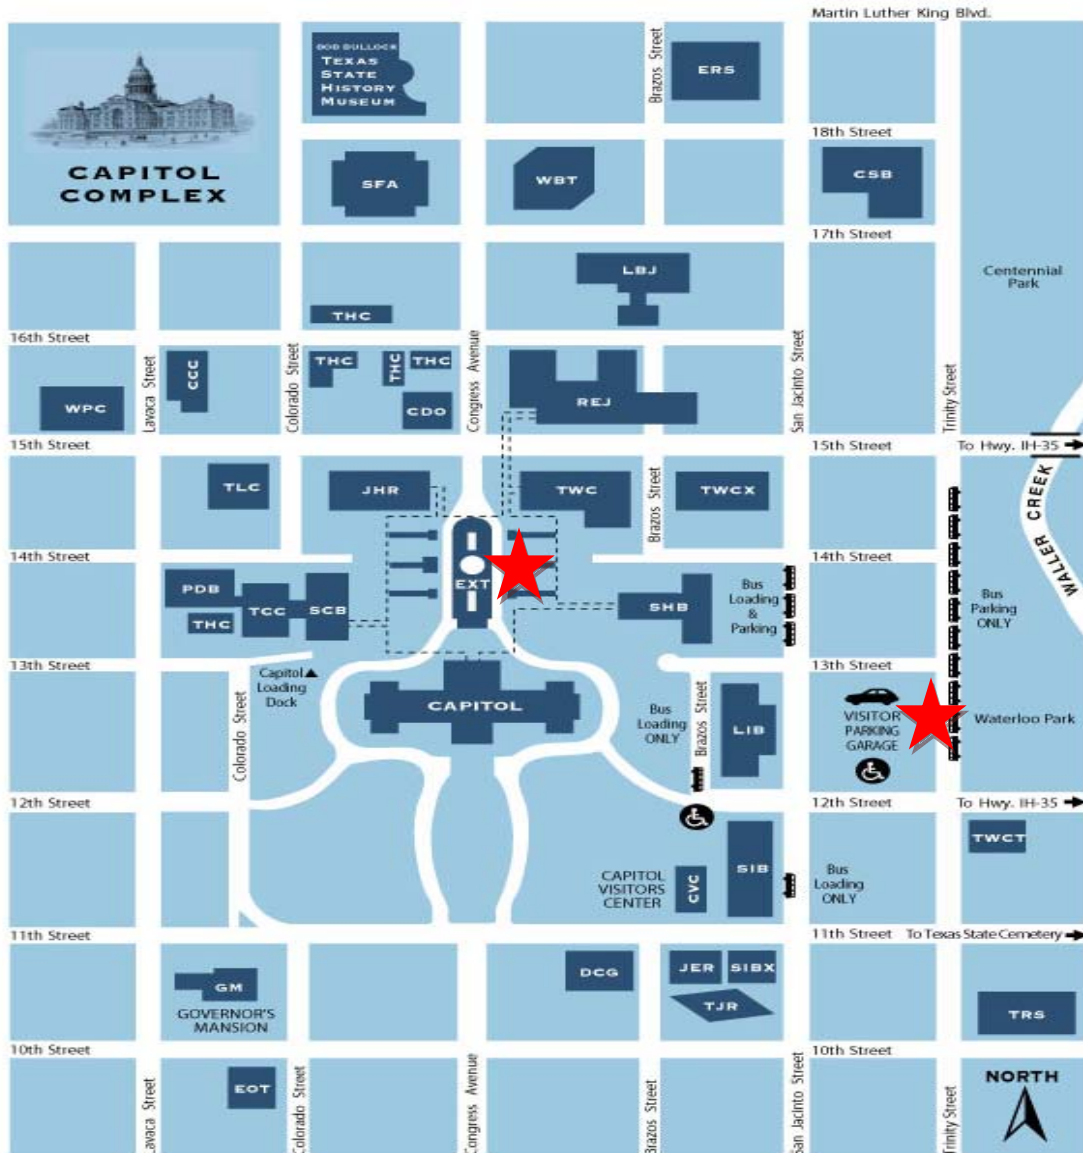 Martin Luther King Blvd.
BOB BULLOCK
TEXAS
STATE
HISTORY
MUSEUM
Brazos Street
ERS
CAPITOL
COMPLEX
18th Street
SFA
WBT
CSB
17th Street
LBJ
Centennial
Park
THC
16th Street
Lavaca Street
CCC
Colorado Street
THC
THC
THC
Congress Avenue
REJ
San Jacinto Street
Trinity Street
WPC
CDO
15th Street
15th Street
To Hwy. IH-35
TLC
JHR
TWC
Brazos Street
TWCX
WALLER CREEK
14th Street
14th Street
EXT
PDB
TCC
SCB
THC
SHB
Bus
Loading
&
Parking
Bus
Parking
ONLY
13th Street
13th Street
Capitol
Loading
Dock
Colorado Street
CAPITOL
Bus
Loading
ONLY
Brazos Street
LIB
VISITOR
PARKING
GARAGE
Waterloo Park
12th Street
12th Street
To Hwy. IH-35
TWCT
CAPITOL
VISITORS
CENTER
CVC
SIB
Bus
Loading
ONLY
11th Street
11th Street
To Texas State Cemetery
DCG
JER
SIBX
TJR
GM
GOVERNOR'S
MANSION
TRS
10th Street
10th Street
Lavaca Street
EOT
Colorado Street
Congress Avenue
Brazos Street
San Jacinto Street
Trinity Street
NORTH